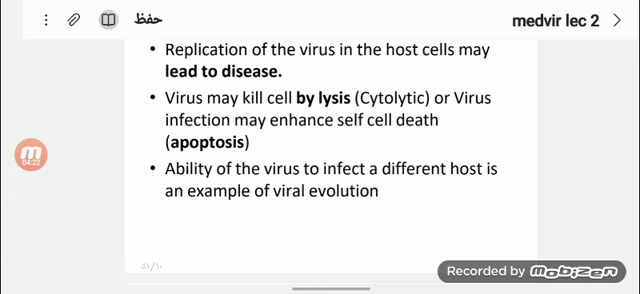 حفظ
medvir lec 2
• Replication of the virus in the host cells may
lead to disease.
• Virus may kill cell by lysis (Cytolytic) or Virus
infection may enhance self cell death
(apoptosis)
• Ability of the virus to infect a different host is
an example of viral evolution
04:22
٥١/١٠
Recorded by mobizen